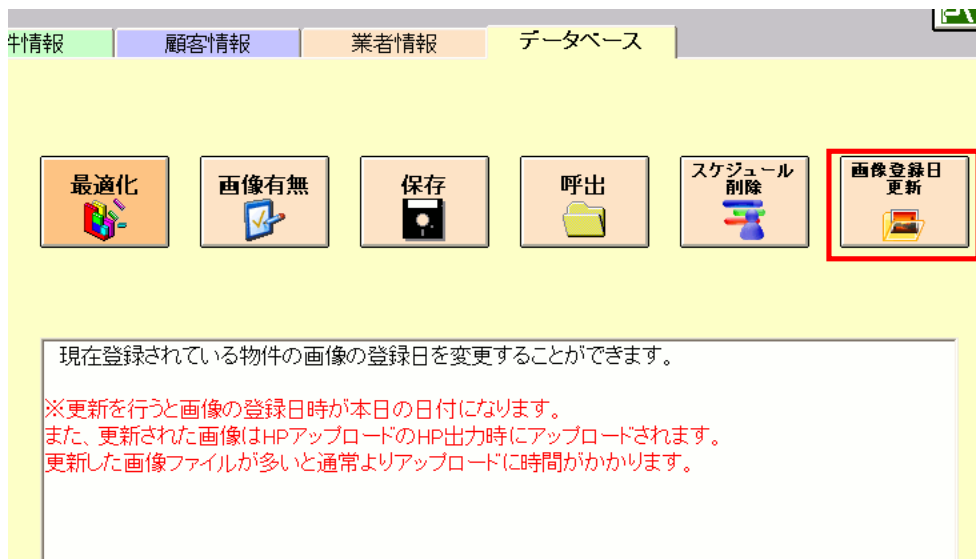 件情報
顧客情報
業者情報
データベース
最適化
画像有無
保存
呼出
スケジュール
削除
画像登録日
更新
現在登録されている物件の画像の登録日を変更することができます。
※更新を行うと画像の登録日時が本日の日付になります。
また、更新された画像はHPアップロードのHP出力時にアップロードされます。
更新した画像ファイルが多いと通常よりアップロードに時間がかかります。